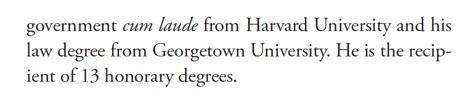 government cum laude from Harvard University and his
law degree from Georgetown University. He is the recip-
ient of 13 honorary degrees.